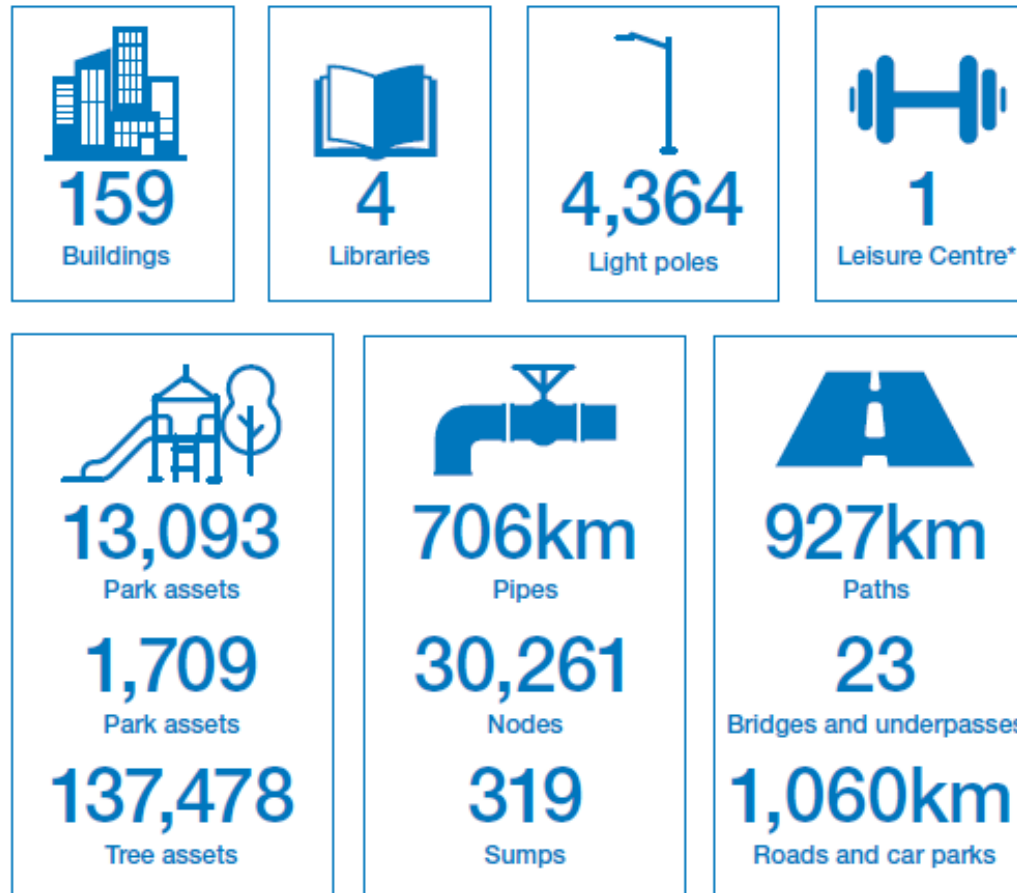 159
Buildings
4
Libraries
4,364
Light poles
1
Leisure Centre*
13,093
Park assets
1,709
Park assets
137,478
Tree assets
706km
Pipes
30,261
Nodes
319
Sumps
927km
Paths
23
Bridges and underpasses
1,060km
Roads and car parks